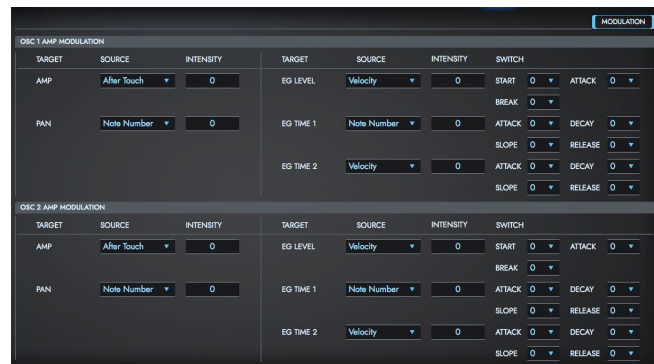 MODULATION
OSC 1 AMP MODULATION
TARGET SOURCE INTENSITY TARGET SOURCE INTENSITY SWITCH
AMP After Touch 0 EG LEVEL Velocity 0 START 0 ATTACK 0
BREAK 0
PAN Note Number 0 EG TIME 1 Note Number 0 ATTACK 0 DECAY 0
SLOPE 0 RELEASE 0
EG TIME 2 Velocity 0 ATTACK 0 DECAY 0
SLOPE 0 RELEASE 0
OSC 2 AMP MODULATION
TARGET SOURCE INTENSITY TARGET SOURCE INTENSITY SWITCH
AMP After Touch 0 EG LEVEL Velocity 0 START 0 ATTACK 0
BREAK 0
PAN Note Number 0 EG TIME 1 Note Number 0 ATTACK 0 DECAY 0
SLOPE 0 RELEASE 0
EG TIME 2 Velocity 0 ATTACK 0 DECAY 0
SLOPE 0 RELEASE 0